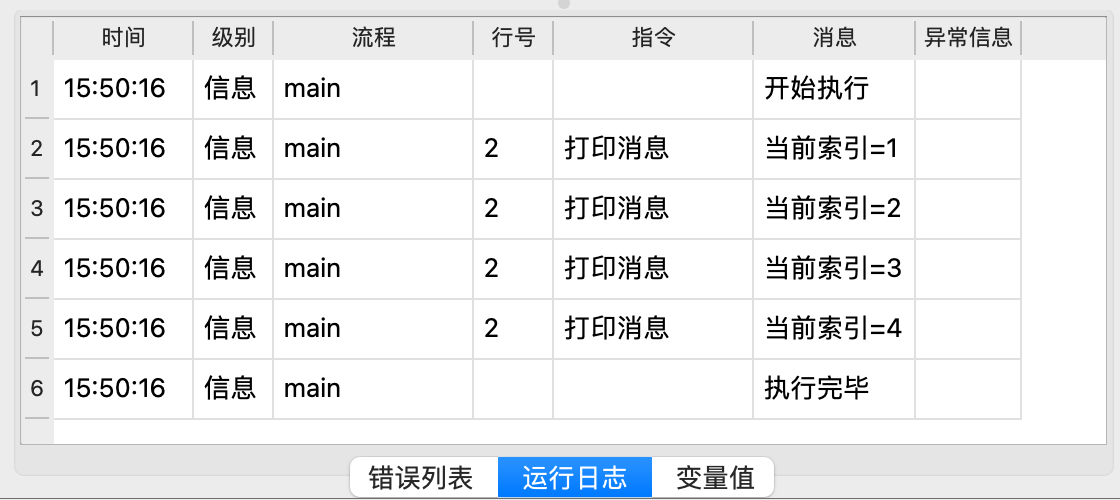 时间 级别 流程 行号 指令 消息 异常信息
1 15:50:16 信息 main 开始执行
2 15:50:16 信息 main 2 打印消息 当前索引=1
3 15:50:16 信息 main 2 打印消息 当前索引=2
4 15:50:16 信息 main 2 打印消息 当前索引=3
5 15:50:16 信息 main 2 打印消息 当前索引=4
6 15:50:16 信息 main 执行完毕
错误列表 运行日志 变量值